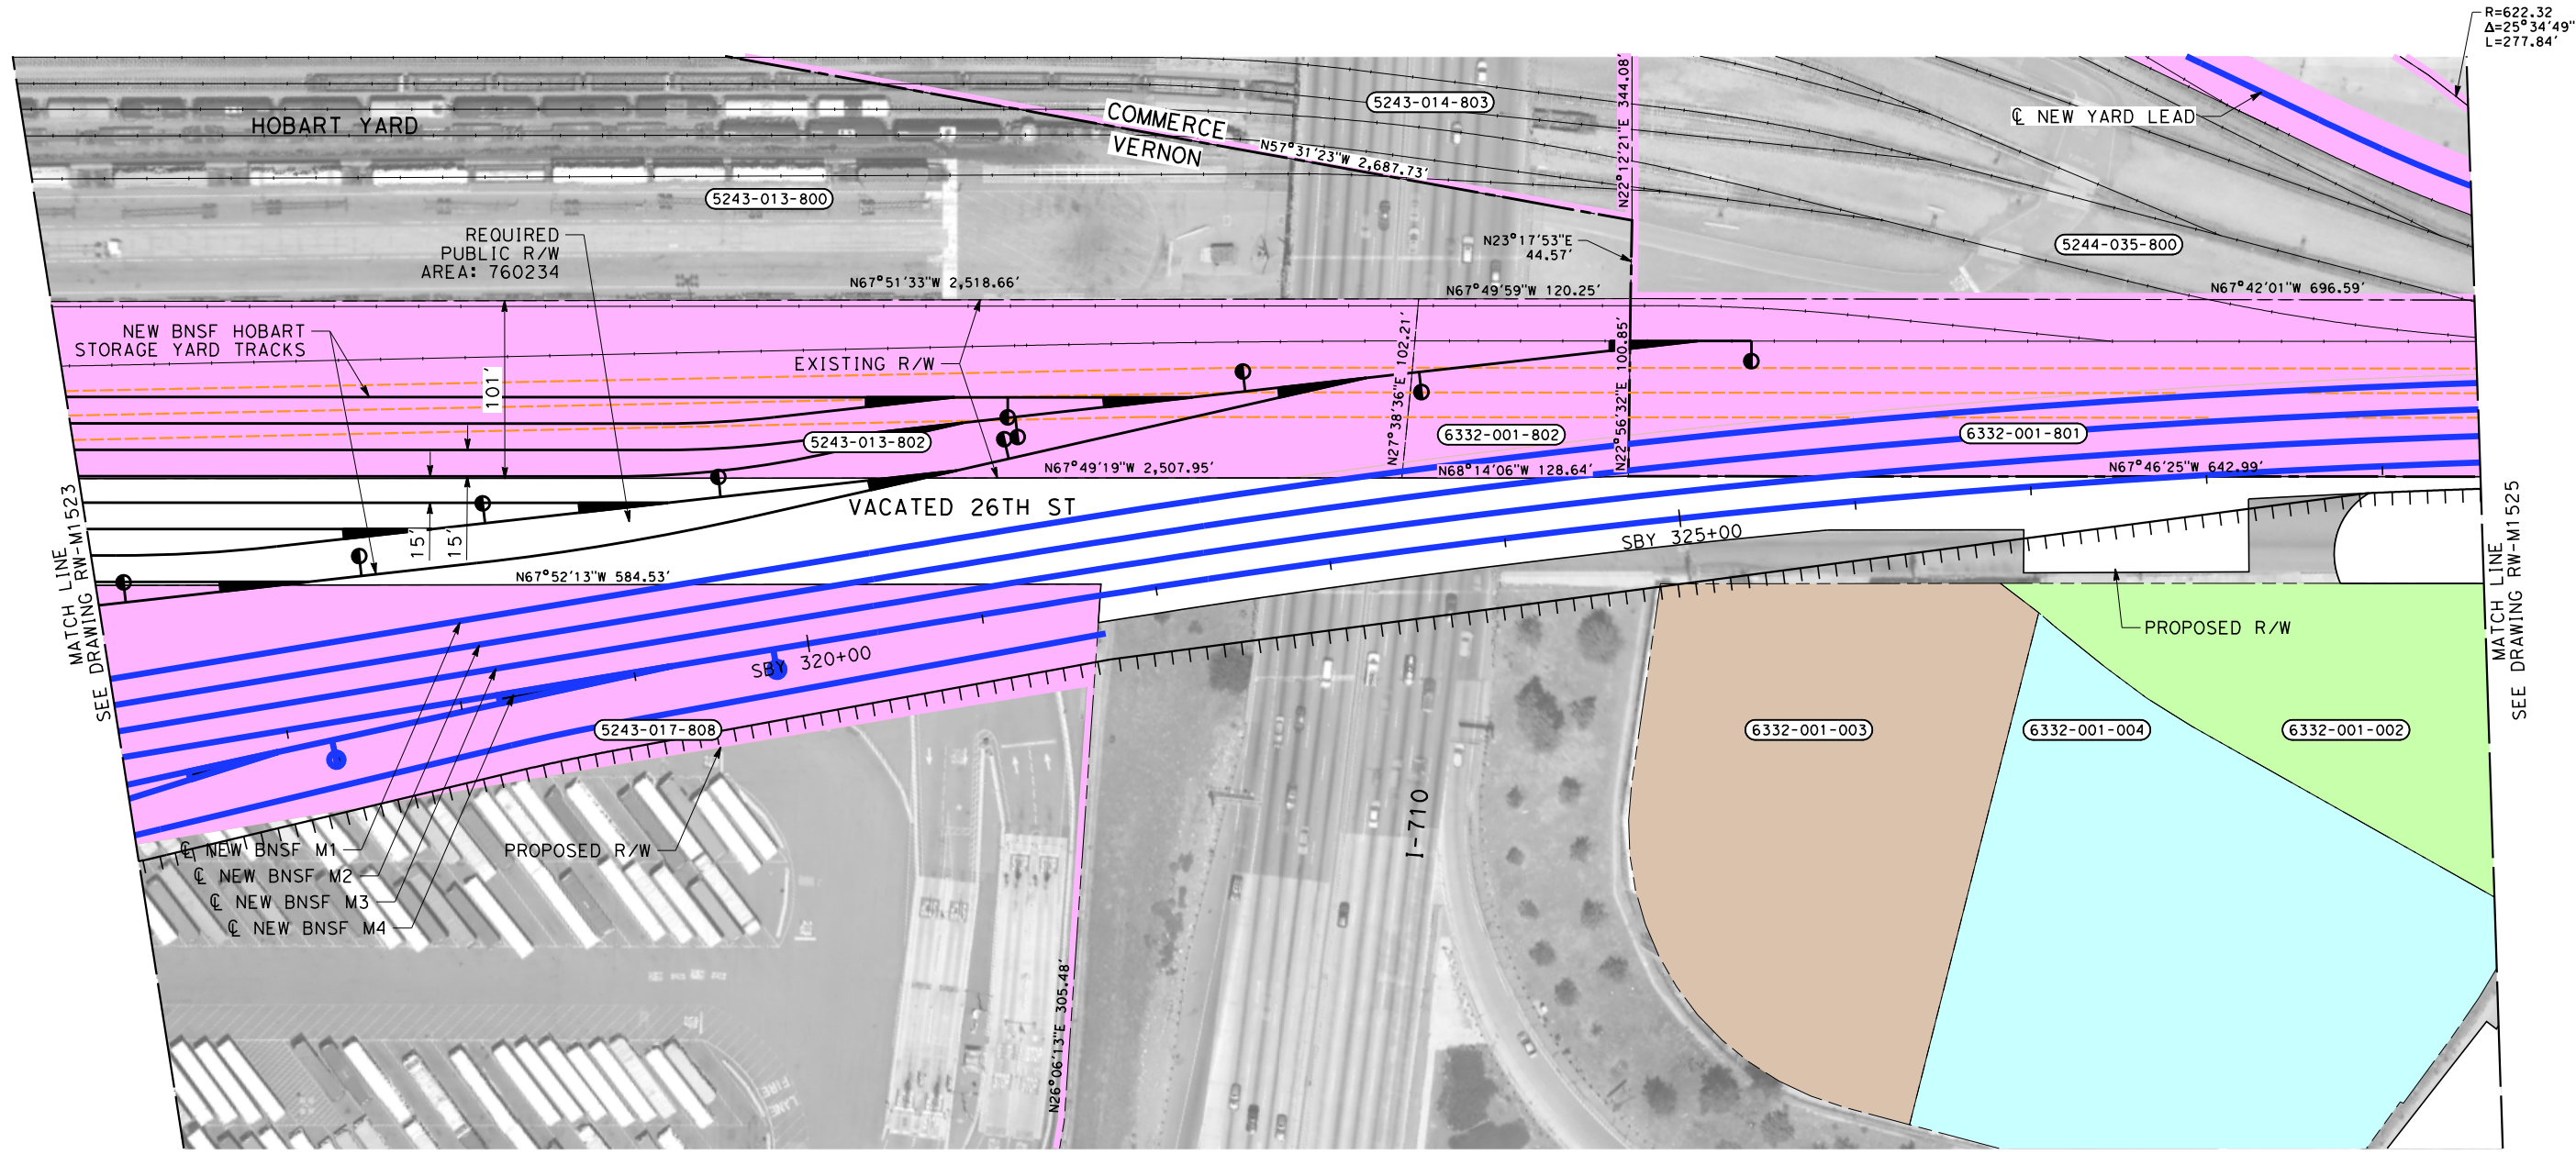 R=622.32
Δ=25°34'49"
L=277.84'
HOBART YARD
COMMERCE
VERNON
5243-014-803
N57°31'23"W 2,687.73'
N22°12'21"E 344.08'
℄ NEW YARD LEAD
5243-013-800
REQUIRED
PUBLIC R/W
AREA: 760234
N23°17'53"E
44.57'
5244-035-800
N67°51'33"W 2,518.66'
N67°49'59"W 120.25'
N67°42'01"W 696.59'
NEW BNSF HOBART
STORAGE YARD TRACKS
101'
EXISTING R/W
N27°38'36"E 102.21'
N22°56'32"E 100.85'
5243-013-802
6332-001-802
6332-001-801
N67°49'19"W 2,507.95'
N68°14'06"W 128.64'
N67°46'25"W 642.99'
VACATED 26TH ST
15'
15'
SBY 325+00
N67°52'13"W 584.53'
MATCH LINE
SEE DRAWING RW-M1523
MATCH LINE
SEE DRAWING RW-M1525
PROPOSED R/W
SBY 320+00
5243-017-808
6332-001-003
6332-001-004
6332-001-002
I-710
℄ NEW BNSF M1
℄ NEW BNSF M2
℄ NEW BNSF M3
℄ NEW BNSF M4
PROPOSED R/W
N26°06'13"E 305.48'
FIRE
LANE